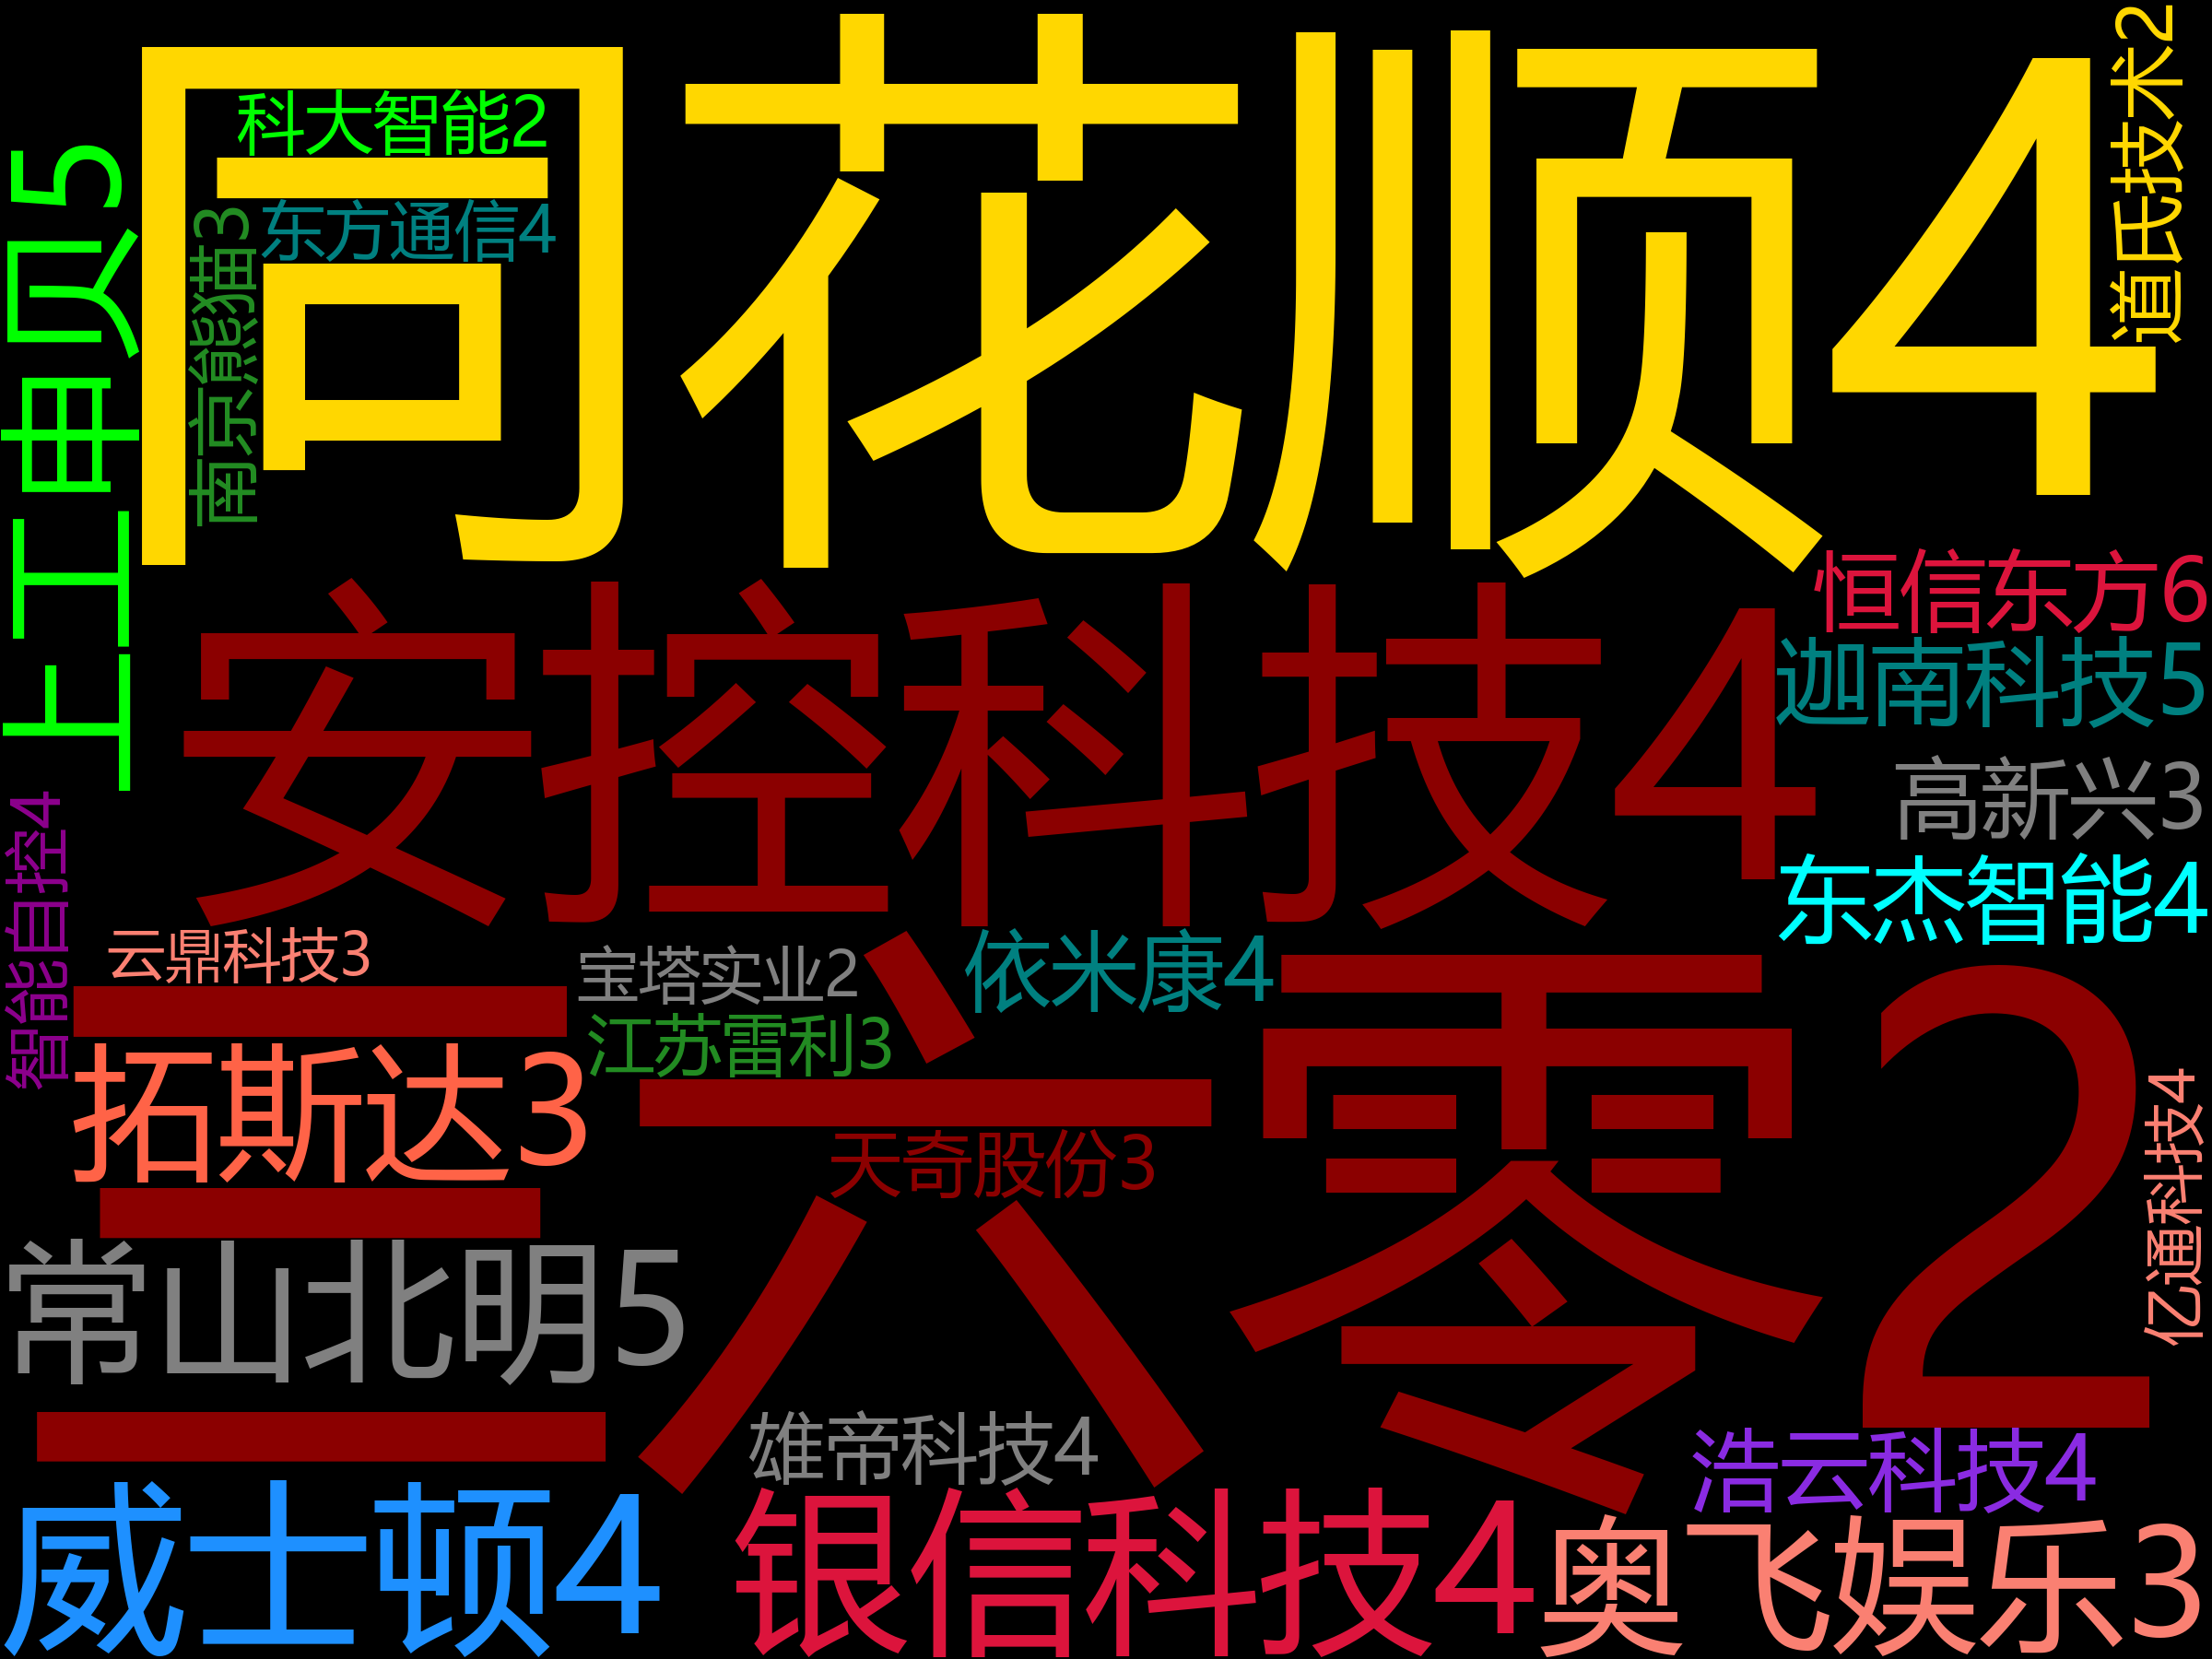 同花顺4
科大智能2
东方通信4
南京熊猫3
上工申贝5
道氏技术2
安控科技4
恒信东方6
迦南科技5
高新兴3
东杰智能4
智能自控4
云鼎科技3
宝塔实业2
依米康4
江苏雷利3
三六零2
拓斯达3
天奇股份3
亿通科技4
常山北明5
雄帝科技4
浩云科技4
威士顿4
银信科技4
奥飞娱乐3